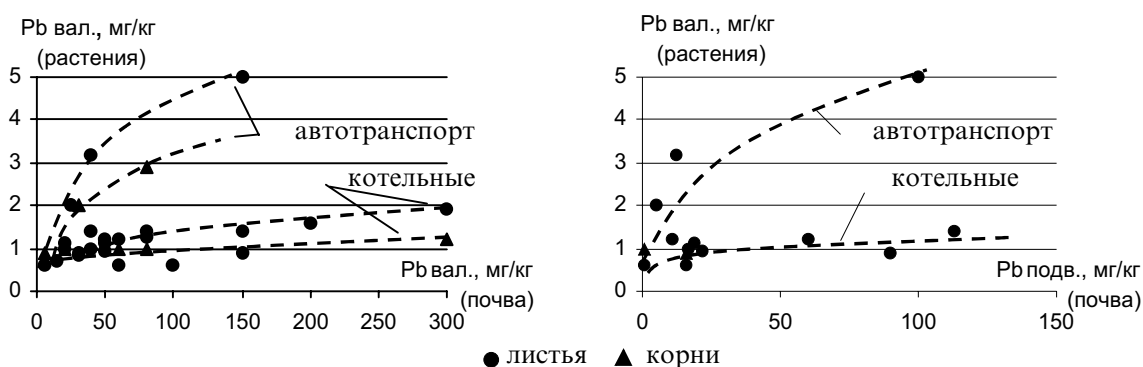 Pb вал., мг/кг
(растения)
5
4
3
2
1
0
0 50 100 150 200 250 300
автотранспорт
котельные
Pb вал., мг/кг
(почва)
Pb вал., мг/кг
(растения)
5
4
3
2
1
0
0 50 100 150
автотранспорт
котельные
Pb подв., мг/кг
(почва)
листья корни